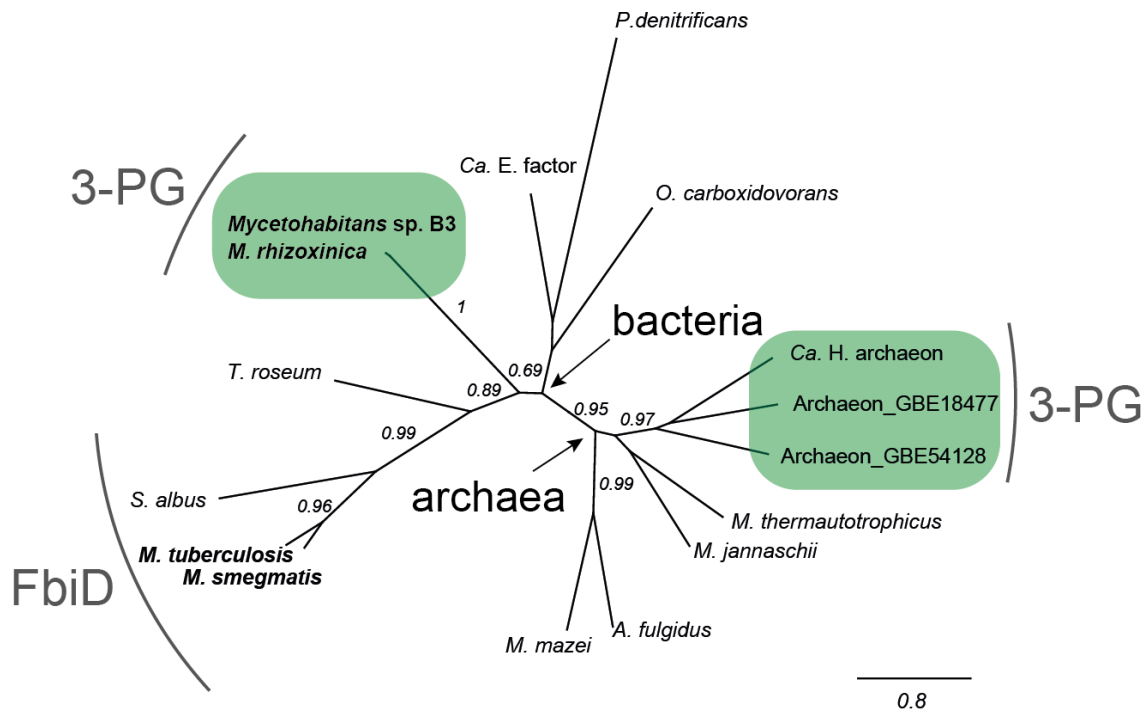 P.denitrificans
3-PG
Ca. E. factor
Mycetohabitans sp. B3
M. rhizoxinica
O. carboxidovorans
1
bacteria
0.69
T. roseum
0.89
Ca. H. archaeon
0.95
0.97
Archaeon_GBE18477
3-PG
0.99
Archaeon_GBE54128
archaea
0.99
S. albus
0.96
M. thermautotrophicus
M. tuberculosis
M. jannaschii
M. smegmatis
FbiD
M. mazei
A. fulgidus
0.8